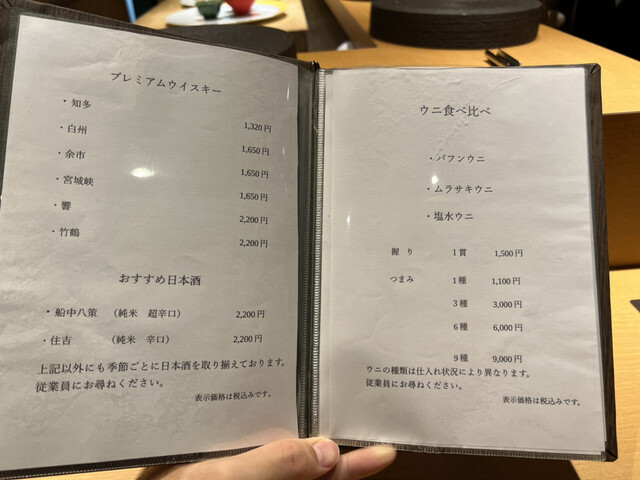 プレミアムウイスキー
・知多 1,320円
・白州 1,650円
・余市 1,650円
・宮城峡 1,650円
・響 2,200円
・竹鶴 2,200円
おすすめ日本酒
・船中八策 (純米 超辛口) 2,200円
・住吉 (純米 辛口) 2,200円
上記以外にも季節ごとに日本酒を取り揃えております。
従業員にお尋ねください。
表示価格は税込みです。
ウニ食べ比べ
・バフンウニ
・ムラサキウニ
・塩水ウニ
握り 1貫 1,500円
つまみ 1種 1,100円
3種 3,000円
6種 6,000円
9種 9,000円
ウニの種類は仕入れ状況により異なります。
従業員にお尋ねください。
表示価格は税込みです。